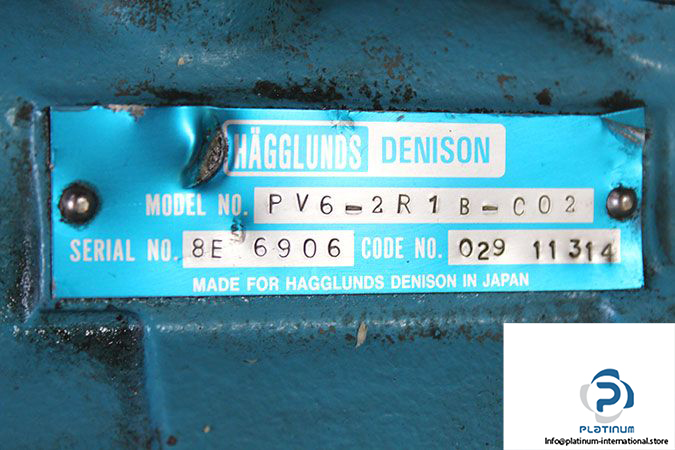 HÄGGLUNDS DENISON
MODEL NO. PV6-2R1B-C02
SERIAL NO. 8E 6906 CODE NO. 029 11314
MADE FOR HAGGLUNDS DENISON IN JAPAN
PLATINUM
Info@platinum-international.store